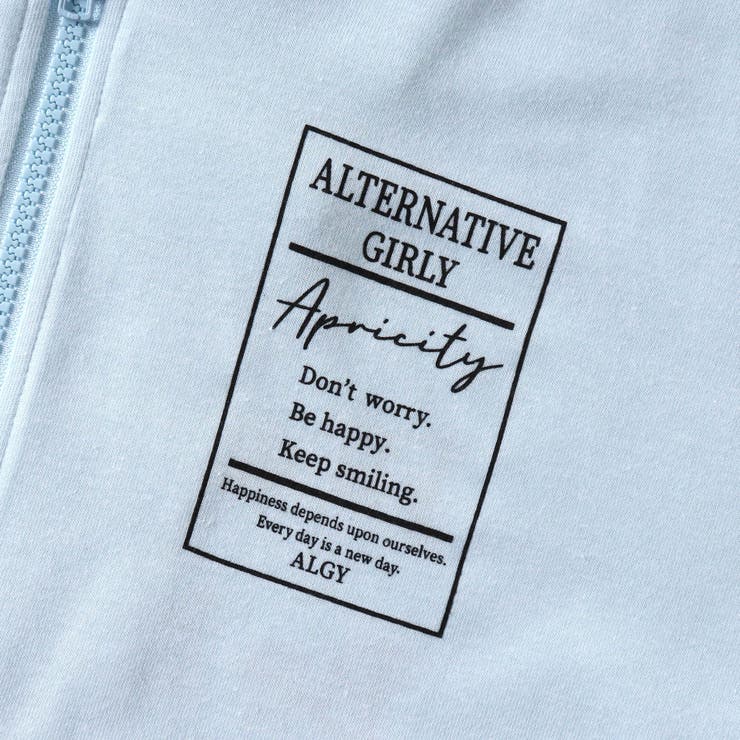 ALTERNATIVE
GIRLY
Apricity
Don't worry.
Be happy.
Keep smiling.
Happiness depends upon ourselves.
Every day is a new day.
ALGY